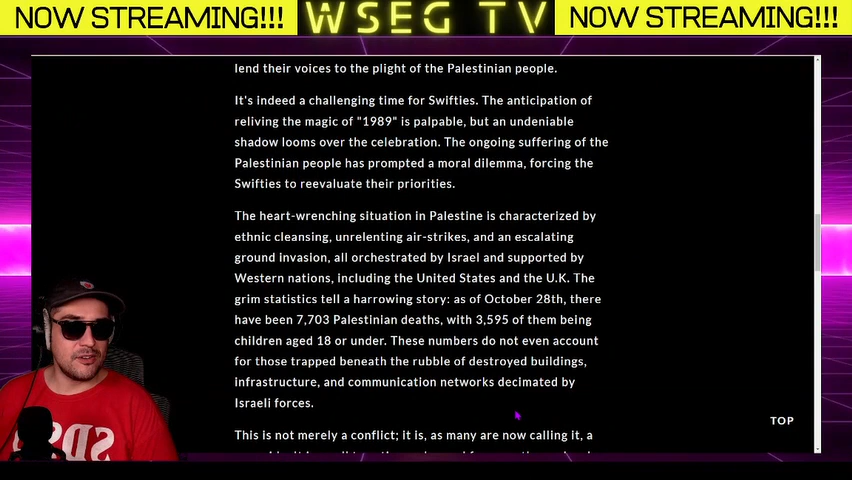 NOW STREAMING!!! WSEG TV NOW STREAMING!!!
lend their voices to the plight of the Palestinian people.
It's indeed a challenging time for Swifties. The anticipation of
reliving the magic of "1989" is palpable, but an undeniable
shadow looms over the celebration. The ongoing suffering of the
Palestinian people has prompted a moral dilemma, forcing the
Swifties to reevaluate their priorities.
The heart-wrenching situation in Palestine is characterized by
ethnic cleansing, unrelenting air-strikes, and an escalating
ground invasion, all orchestrated by Israel and supported by
Western nations, including the United States and the U.K. The
grim statistics tell a harrowing story: as of October 28th, there
have been 7,703 Palestinian deaths, with 3,595 of them being
children aged 18 or under. These numbers do not even account
for those trapped beneath the rubble of destroyed buildings,
infrastructure, and communication networks decimated by
Israeli forces.
TOP
This is not merely a conflict; it is, as many are now calling it, a